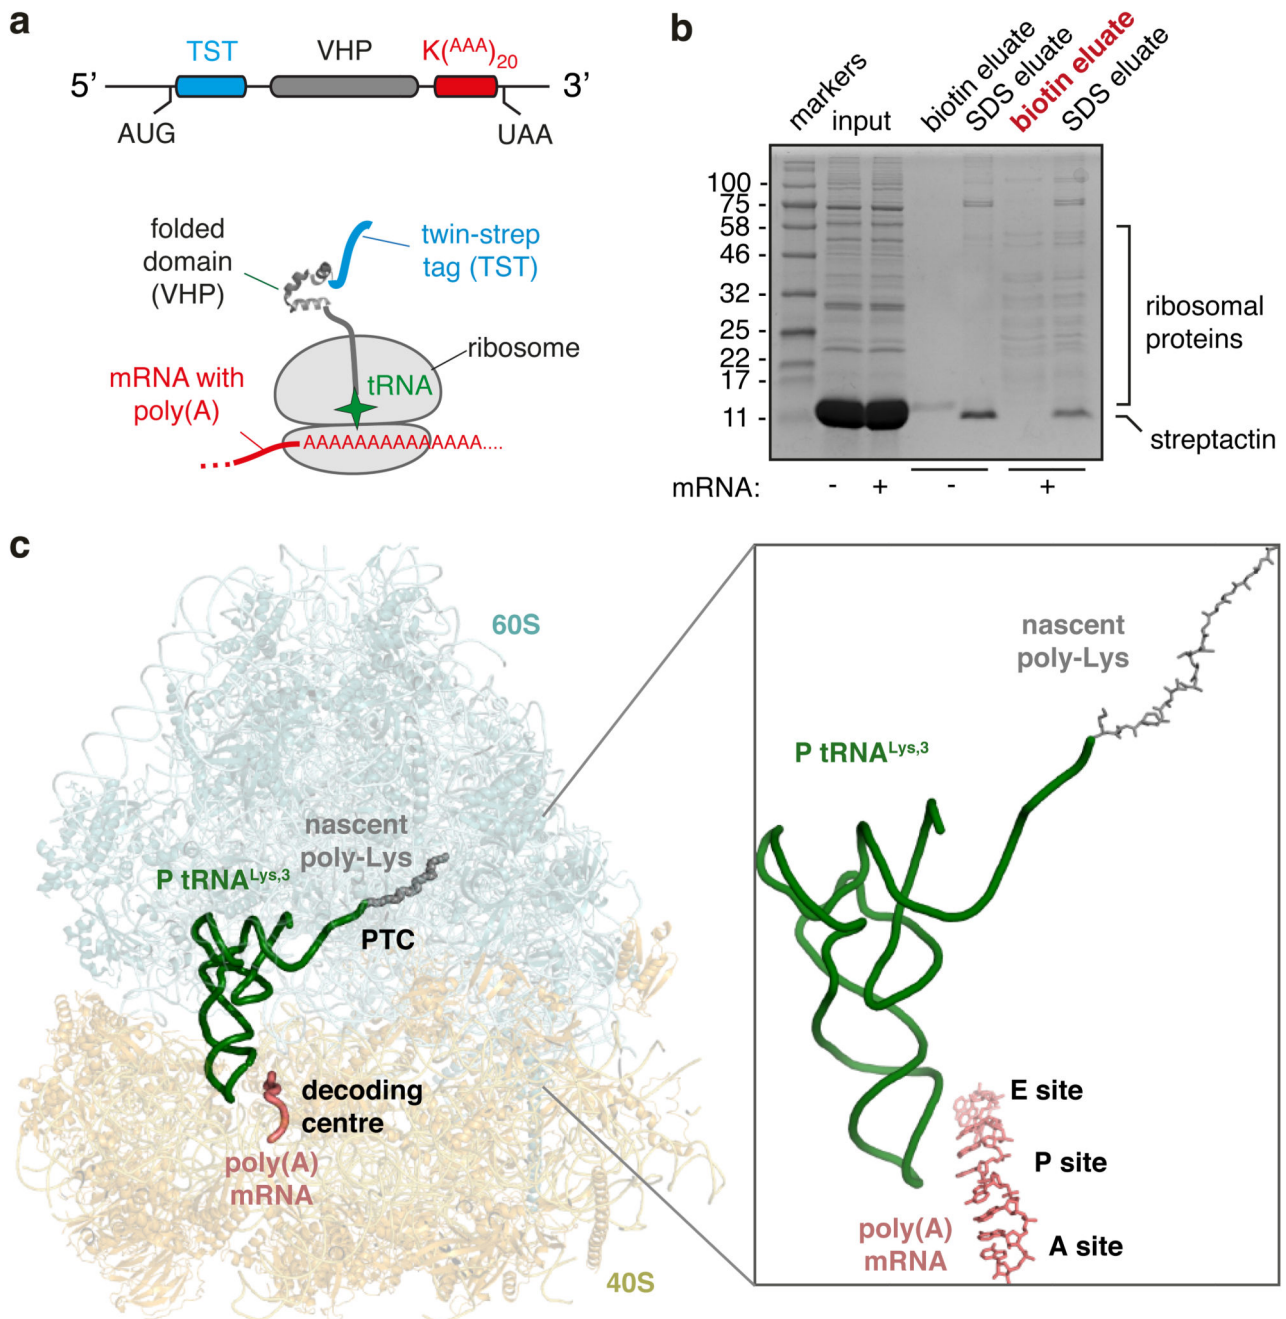 a
TST
VHP
K(AAA)20
5’
3’
AUG
UAA
folded
domain
(VHP)
twin-strep
tag (TST)
ribosome
mRNA with
poly(A)
tRNA
AAAAAAAAAAAAAA....
b
markers
input
biotin eluate
SDS eluate
biotin eluate
SDS eluate
100 -
75 -
58 -
46 -
32 -
25 -
22 -
17 -
11 -
ribosomal
proteins
streptactin
mRNA:
- + - +
c
60S
nascent
poly-Lys
P tRNALys,3
PTC
decoding
centre
poly(A)
mRNA
40S
nascent
poly-Lys
P tRNALys,3
E site
P site
A site
poly(A)
mRNA